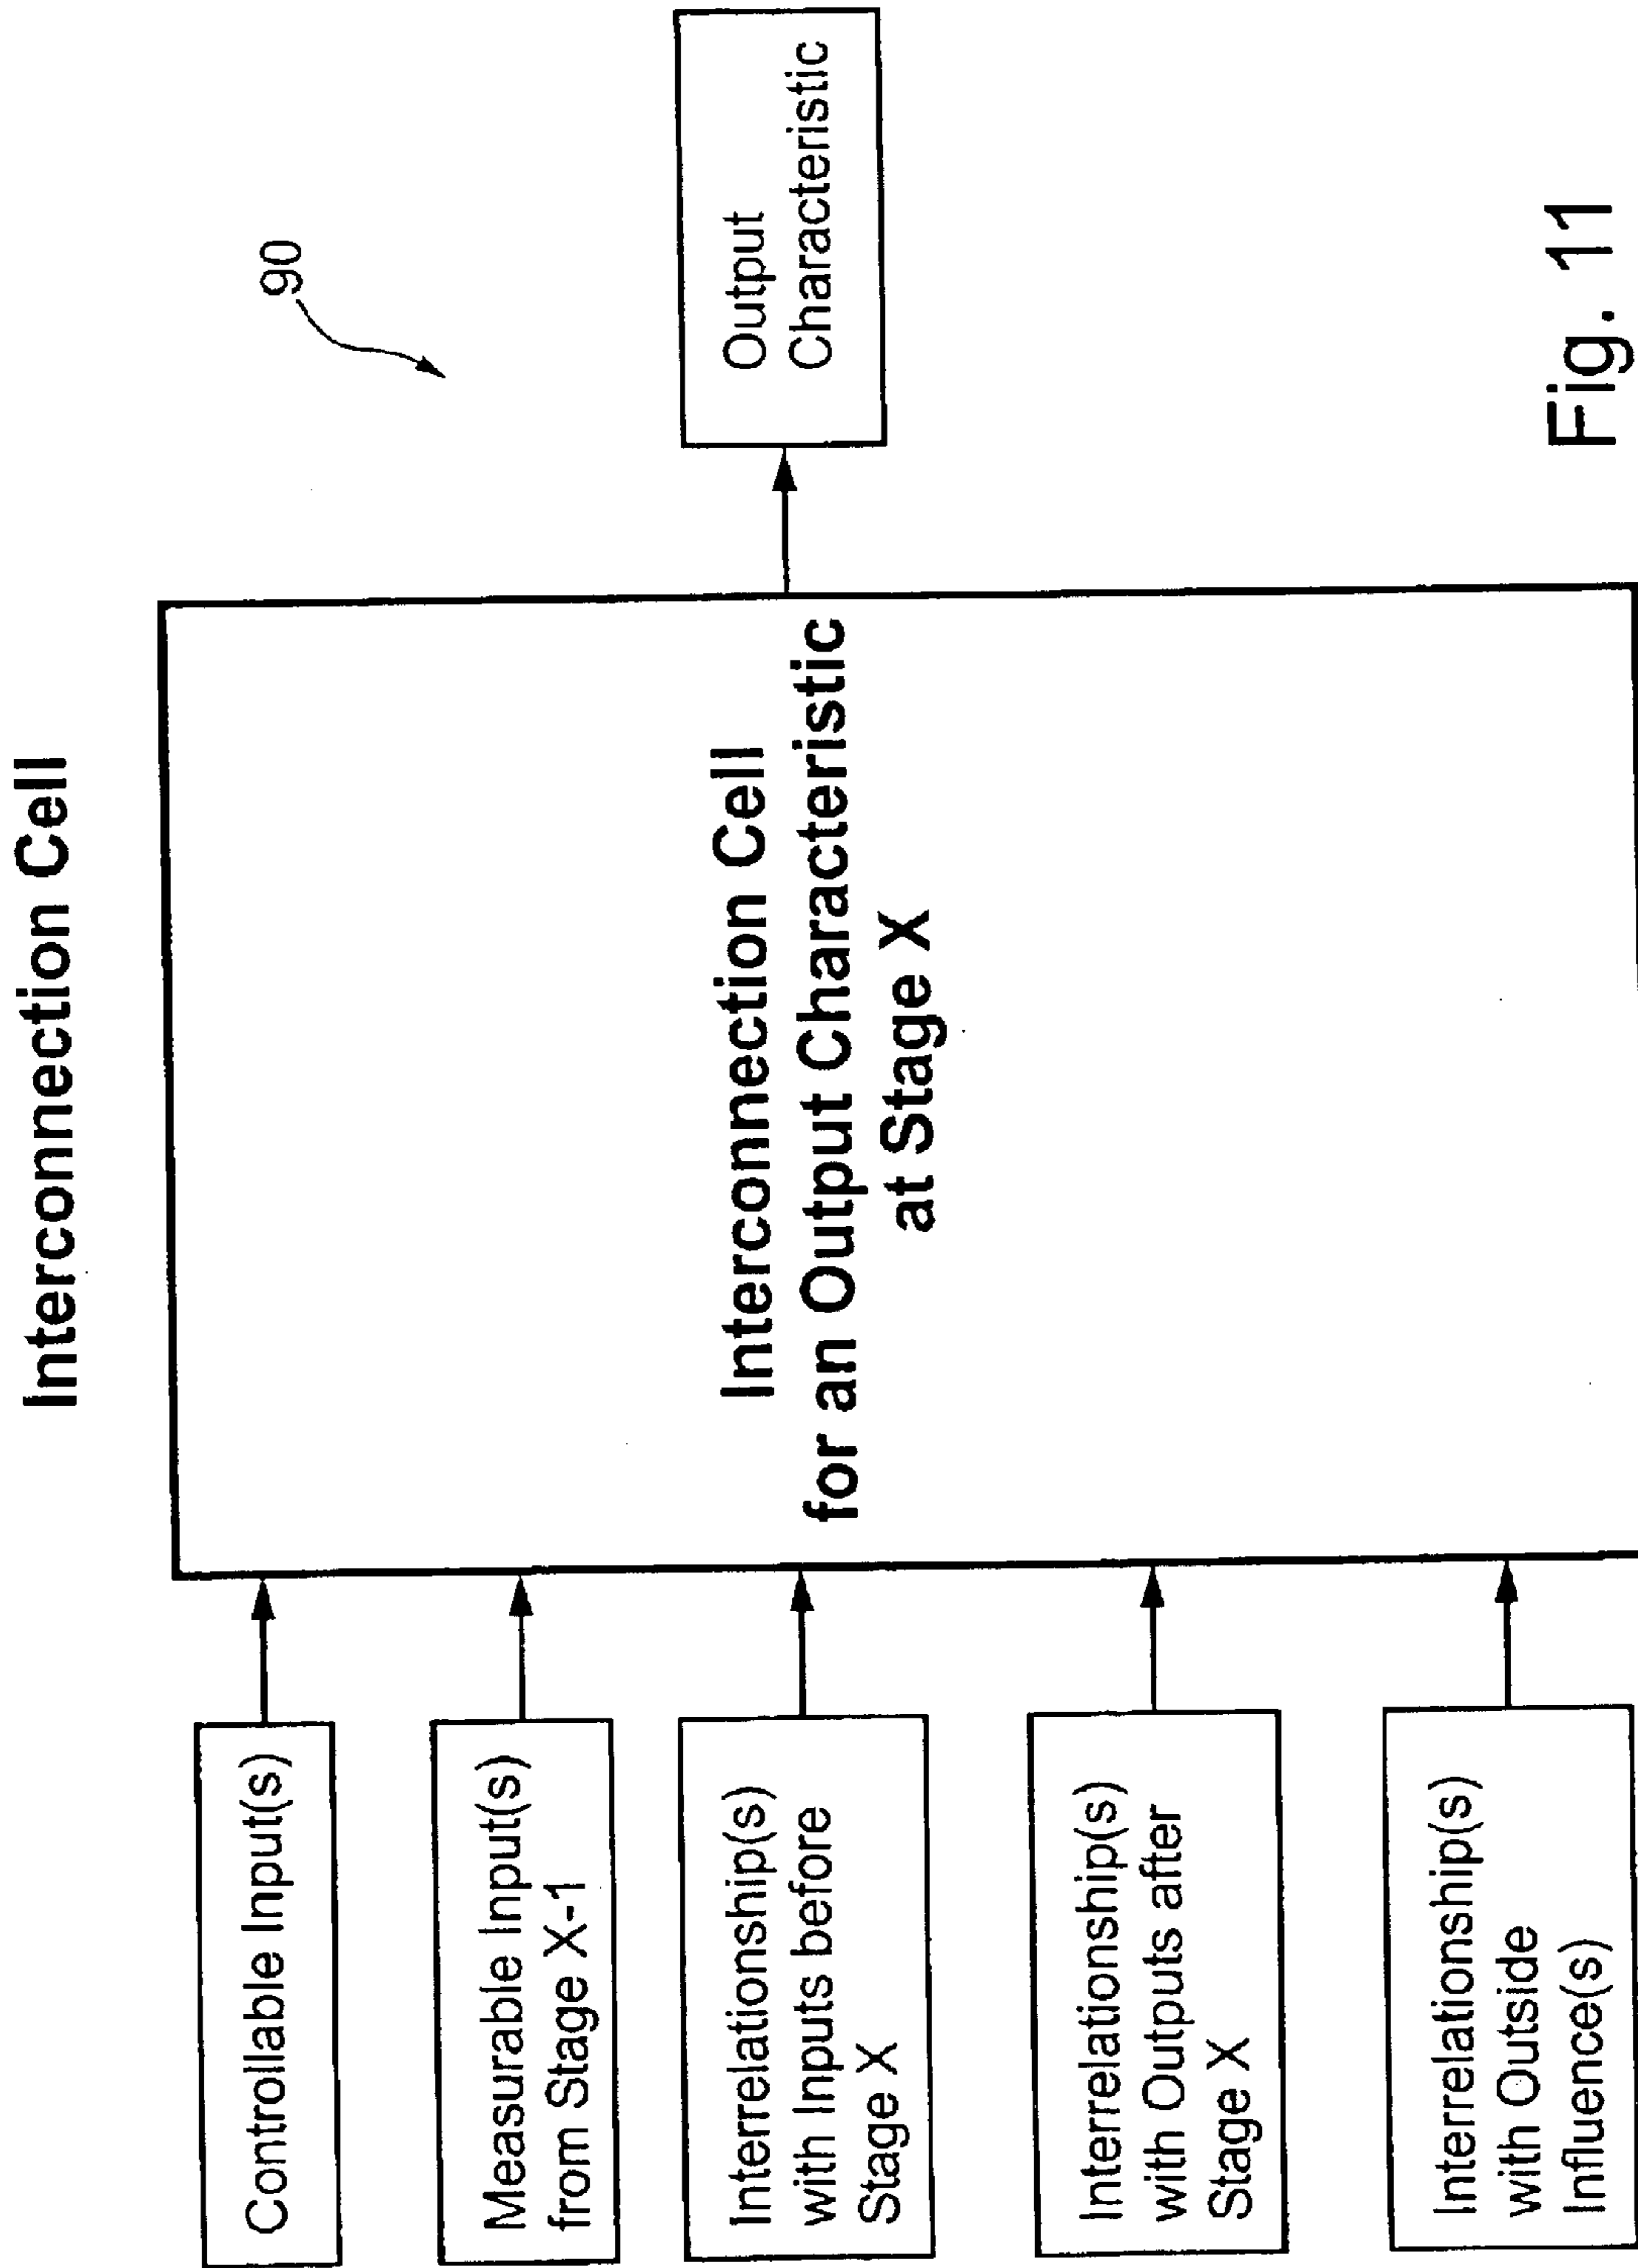 Interconnection Cell
90
Controllable Input(s)
Measurable Input(s)
from Stage X-1
Interrelationship(s)
with Inputs before
Stage X
Interrelationship(s)
with Outputs after
Stage X
Interrelationship(s)
with Outside
Influence(s)
Interconnection Cell
for an Output Characteristic
at Stage X
Output
Characteristic
Fig. 11